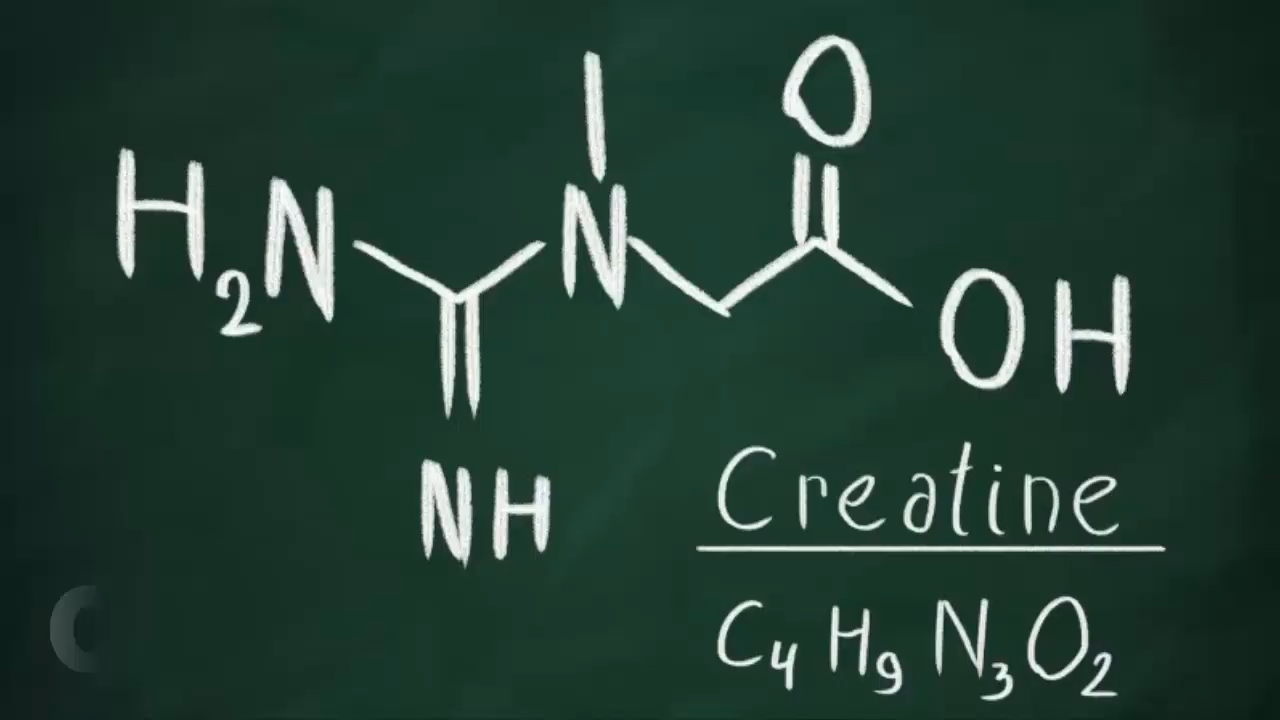 O
H₂N N
OH
NH
Creatine
C₄H₉N₃O₂